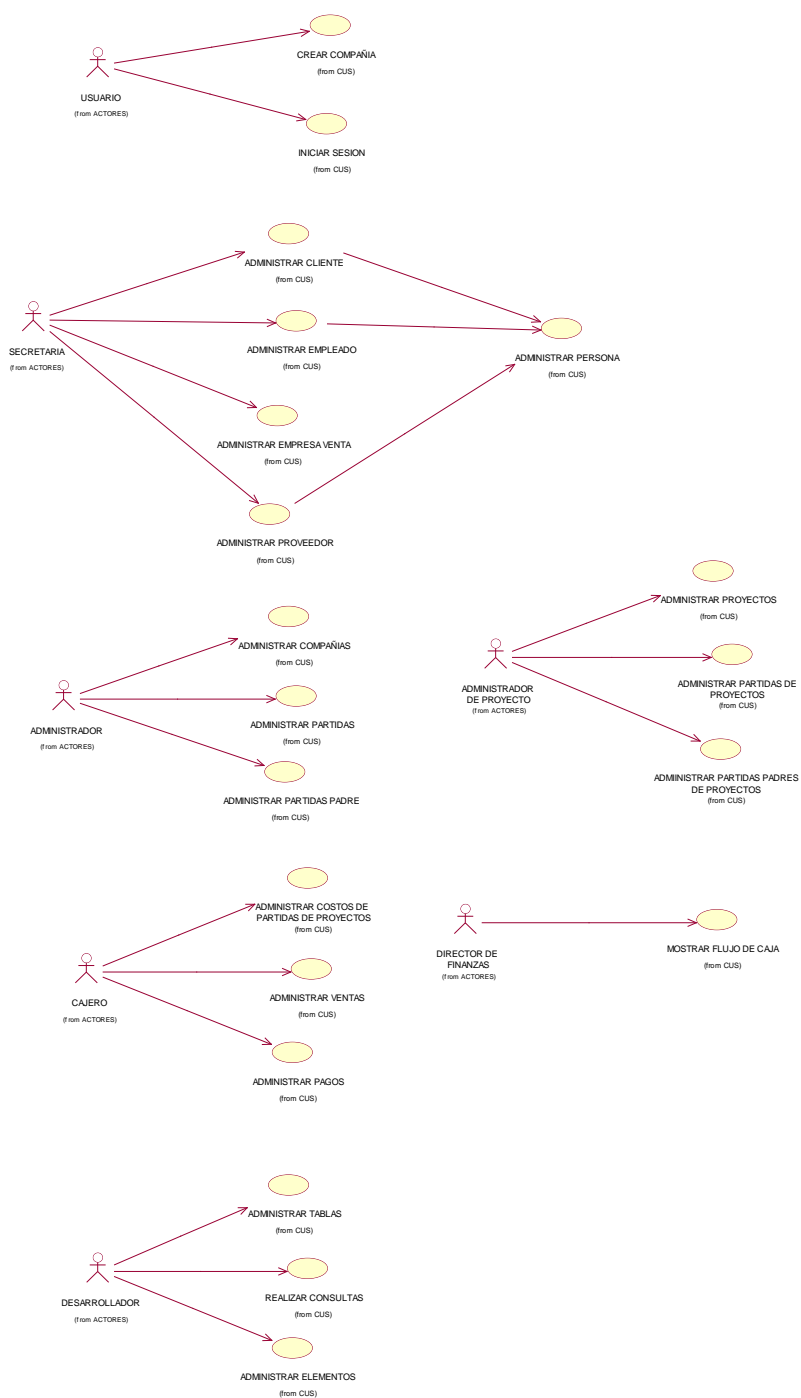 CREAR COMPAÑIA
(from CUS)
USUARIO
(from ACTORES)
INICIAR SESION
(from CUS)
ADMINISTRAR CLIENTE
(from CUS)
SECRETARIA
(from ACTORES)
ADMINISTRAR EMPLEADO
(from CUS)
ADMINISTRAR PERSONA
(from CUS)
ADMINISTRAR EMPRESA VENTA
(from CUS)
ADMINISTRAR PROVEEDOR
(from CUS)
ADMINISTRAR PROYECTOS
(from CUS)
ADMINISTRADOR
DE PROYECTO
(from ACTORES)
ADMINISTRAR PARTIDAS DE
PROYECTOS
(from CUS)
ADMIINISTRAR PARTIDAS PADRES
DE PROYECTOS
(from CUS)
ADMINISTRAR COMPAÑIAS
(from CUS)
ADMINISTRADOR
(from ACTORES)
ADMINISTRAR PARTIDAS
(from CUS)
ADMINISTRAR PARTIDAS PADRE
(from CUS)
ADMINISTRAR COSTOS DE
PARTIDAS DE PROYECTOS
(from CUS)
CAJERO
(from ACTORES)
ADMINISTRAR VENTAS
(from CUS)
ADMINISTRAR PAGOS
(from CUS)
DIRECTOR DE
FINANZAS
(from ACTORES)
MOSTRAR FLUJO DE CAJA
(from CUS)
ADMINISTRAR TABLAS
(from CUS)
DESARROLLADOR
(from ACTORES)
REALIZAR CONSULTAS
(from CUS)
ADMINISTRAR ELEMENTOS
(from CUS)